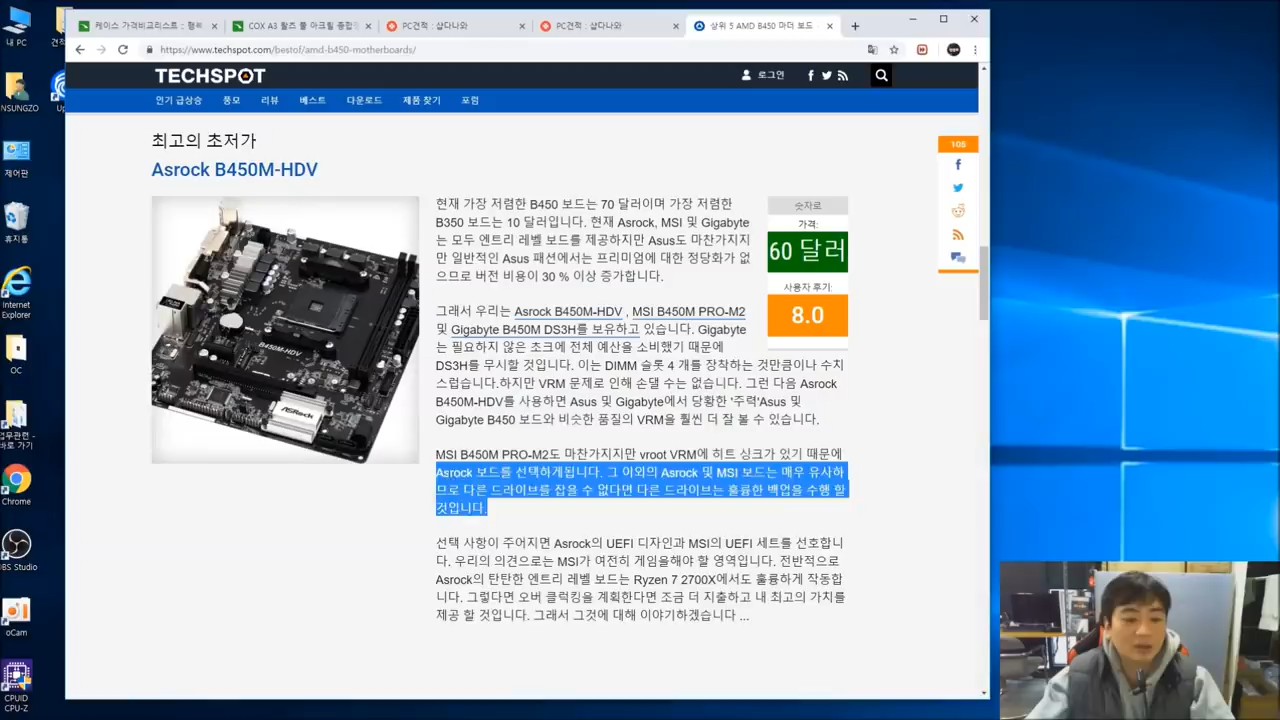 내 PC
NSUNGZO
제어판
휴지통
Internet
Explorer
OC
업무관련 -
바로 가기
Chrome
OBS Studio
oCam
CPUID
CPU-Z
케이스 가격비교리스트 :: 행복
COX A3 왈츠 풀 아크릴 종합
PC견적 : 샵다나와
PC견적 : 샵다나와
상위 5 AMD B450 마더 보드
https://www.techspot.com/bestof/amd-b450-motherboards/
TECHSPOT
로그인
인기 급상승
풍모
리뷰
베스트
다운로드
제품 찾기
포럼
최고의 초저가
Asrock B450M-HDV
B450M-HDV
ASRock
현재 가장 저렴한 B450 보드는 70 달러이며 가장 저렴한
B350 보드는 10 달러입니다. 현재 Asrock, MSI 및 Gigabyte
는 모두 엔트리 레벨 보드를 제공하지만 Asus도 마찬가지지
만 일반적인 Asus 패션에서는 프리미엄에 대한 정당화가 없
으므로 버전 비용이 30 % 이상 증가합니다.
그래서 우리는 Asrock B450M-HDV , MSI B450M PRO-M2
및 Gigabyte B450M DS3H를 보유하고 있습니다. Gigabyte
는 필요하지 않은 초크에 전체 예산을 소비했기 때문에
DS3H를 무시할 것입니다. 이는 DIMM 슬롯 4 개를 장착하는 것만큼이나 수치
스럽습니다.하지만 VRM 문제로 인해 손댈 수는 없습니다. 그런 다음 Asrock
B450M-HDV를 사용하면 Asus 및 Gigabyte에서 당황한 '주력'Asus 및
Gigabyte B450 보드와 비슷한 품질의 VRM을 훨씬 더 잘 볼 수 있습니다.
MSI B450M PRO-M2도 마찬가지지만 vroot VRM에 히트 싱크가 있기 때문에
Asrock 보드를 선택하게됩니다. 그 이외의 Asrock 및 MSI 보드는 매우 유사하
므로 다른 드라이브를 잡을 수 없다면 다른 드라이브는 훌륭한 백업을 수행 할
것입니다.
선택 사항이 주어지면 Asrock의 UEFI 디자인과 MSI의 UEFI 세트를 선호합니
다. 우리의 의견으로는 MSI가 여전히 게임을해야 할 영역입니다. 전반적으로
Asrock의 탄탄한 엔트리 레벨 보드는 Ryzen 7 2700X에서도 훌륭하게 작동합
니다. 그렇다면 오버 클럭킹을 계획한다면 조금 더 지출하고 내 최고의 가치를
제공 할 것입니다. 그래서 그것에 대해 이야기하겠습니다 ...
숫자로
가격:
60 달러
사용자 후기:
8.0
105